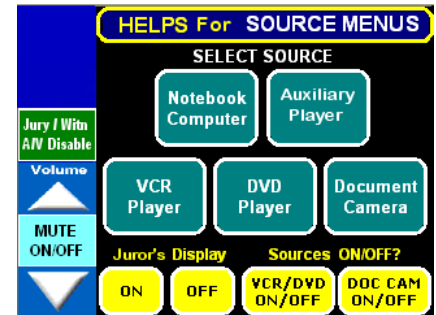 HELPS For SOURCE MENUS
SELECT SOURCE
Notebook
Computer
Auxiliary
Player
Jury / Witn
A/V Disable
Volume
VCR
Player
DVD
Player
Document
Camera
MUTE
ON/OFF
Juror's Display
Sources ON/OFF?
ON
OFF
VCR/DVD
ON/OFF
DOC CAM
ON/OFF